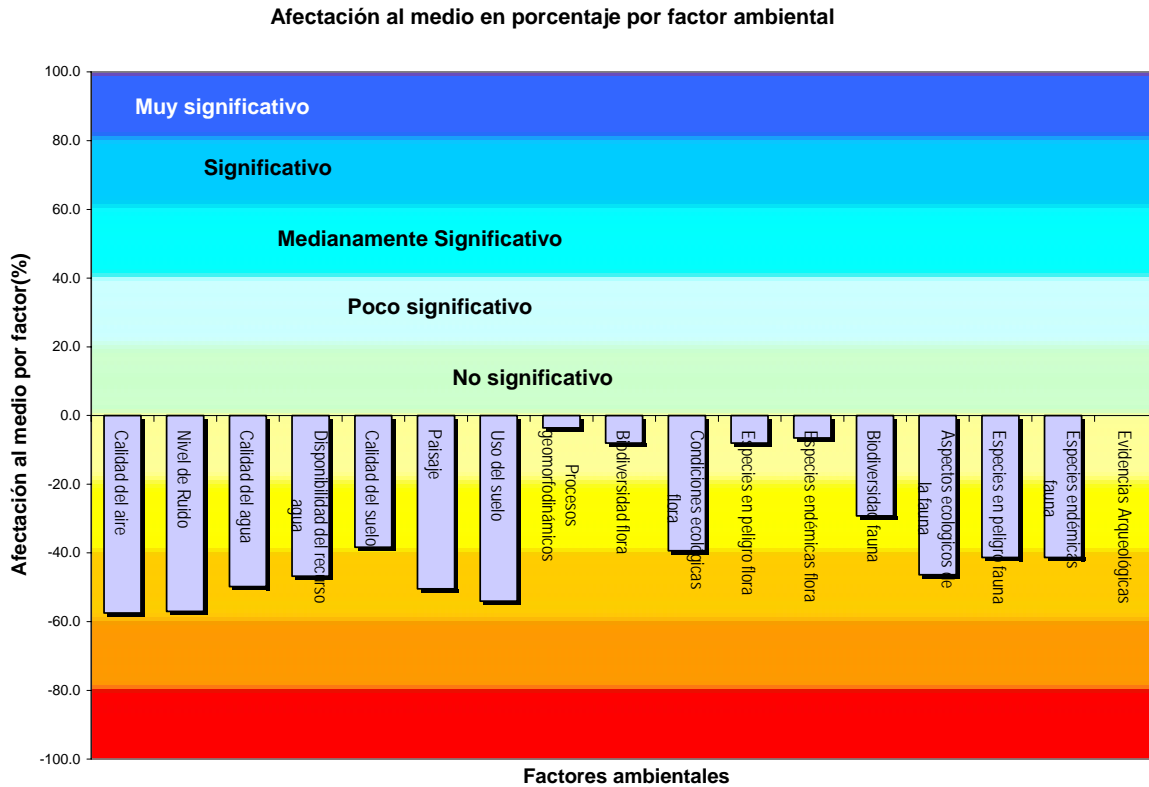 Afectación al medio en porcentaje por factor ambiental
Afectación al medio por factor(%)
100.0
80.0
60.0
40.0
20.0
0.0
-20.0
-40.0
-60.0
-80.0
-100.0
Muy significativo
Significativo
Medianamente Significativo
Poco significativo
No significativo
Calidad del aire
Nivel de Ruido
Calidad del agua
Disponibilidad del recurso
agua
Calidad del suelo
Paisaje
Uso del suelo
Procesos
geomorfodinámicos
Biodiversidad flora
Condiciones ecológicas
flora
Especies en peligro flora
Especies endémicas flora
Biodiversidad fauna
Aspectos ecologicos de
la fauna
Especies en peligro fauna
Especies endémicas
fauna
Evidencias Arqueológicas
Factores ambientales